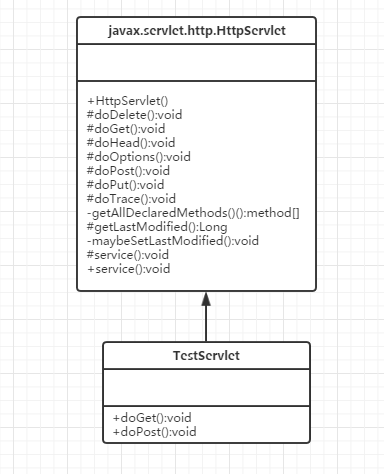 javax.servlet.http.HttpServlet
+HttpServlet()
#doDelete():void
#doGet():void
#doHead():void
#doOptions():void
#doPost():void
#doPut():void
#doTrace():void
-getAllDeclaredMethods()():method[]
#getLastModified():Long
-maybeSetLastModified():void
#service():void
+service():void
TestServlet
+doGet():void
+doPost():void